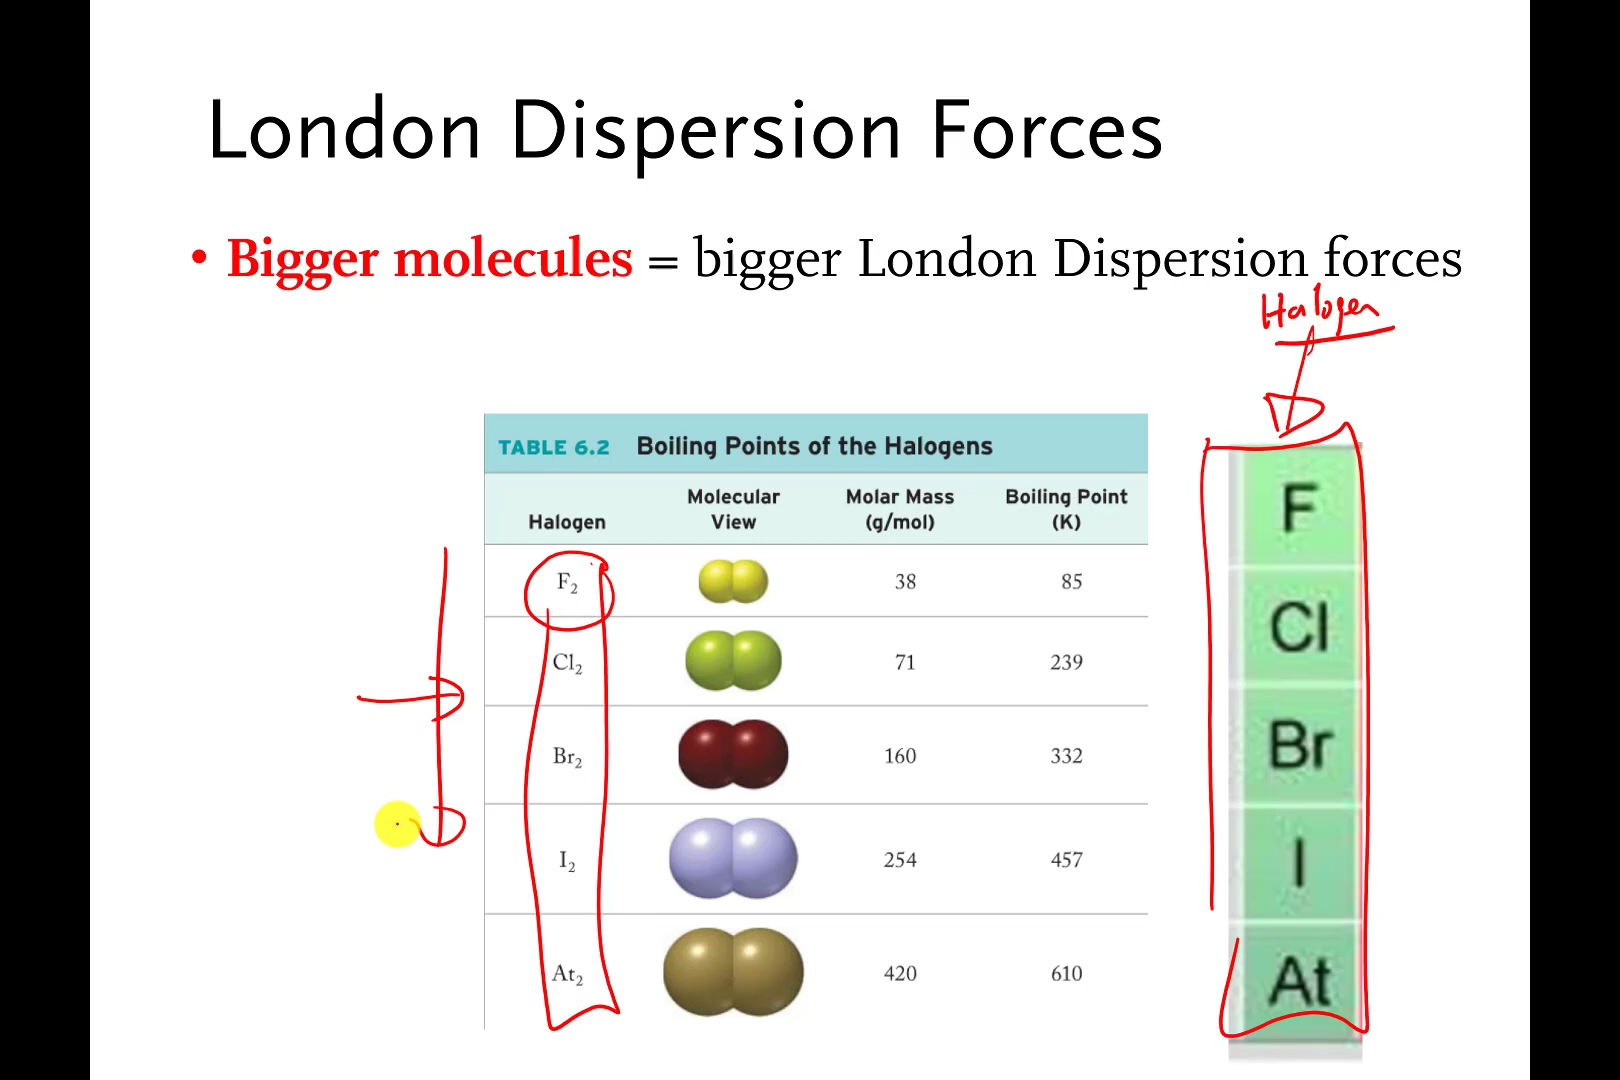 London Dispersion Forces
• Bigger molecules = bigger London Dispersion forces
Halogen
TABLE 6.2 Boiling Points of the Halogens
Halogen Molecular View Molar Mass (g/mol) Boiling Point (K)
F₂ 38 85
Cl₂ 71 239
Br₂ 160 332
I₂ 254 457
At₂ 420 610
F
Cl
Br
I
At